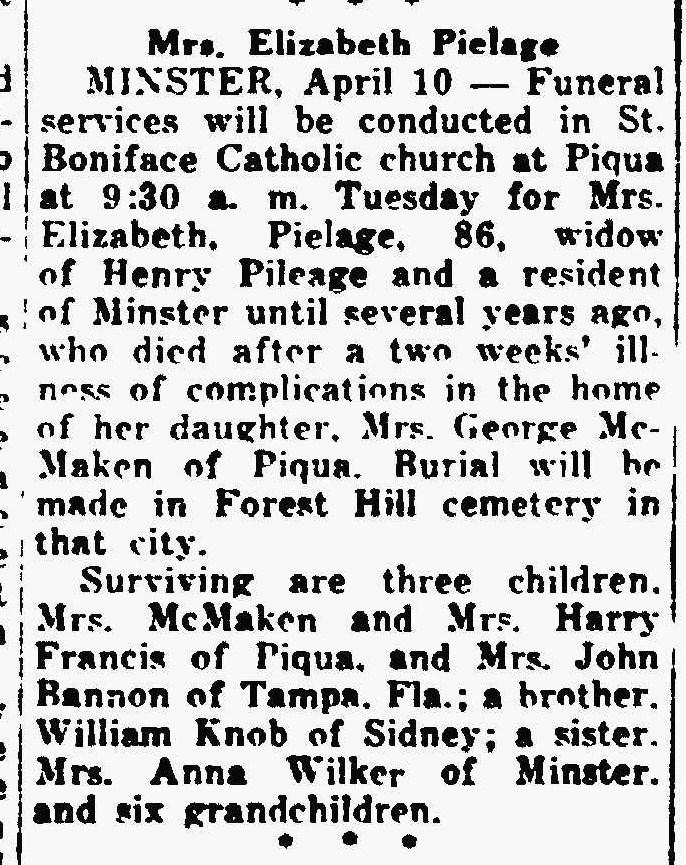 Mrs. Elizabeth Pielage
MINSTER, April 10 — Funeral
services will be conducted in St.
Boniface Catholic church at Piqua
at 9:30 a. m. Tuesday for Mrs.
Elizabeth, Pielage, 86, widow
of Henry Pileage and a resident
of Minster until several years ago,
who died after a two weeks' ill-
ness of complications in the home
of her daughter, Mrs. George Mc-
Maken of Piqua. Burial will be
made in Forest Hill cemetery in
that city.
Surviving are three children.
Mrs. McMaken and Mrs. Harry
Francis of Piqua, and Mrs. John
Bannon of Tampa, Fla.; a brother,
William Knob of Sidney; a sister.
Mrs. Anna Wilker of Minster.
and six grandchildren.